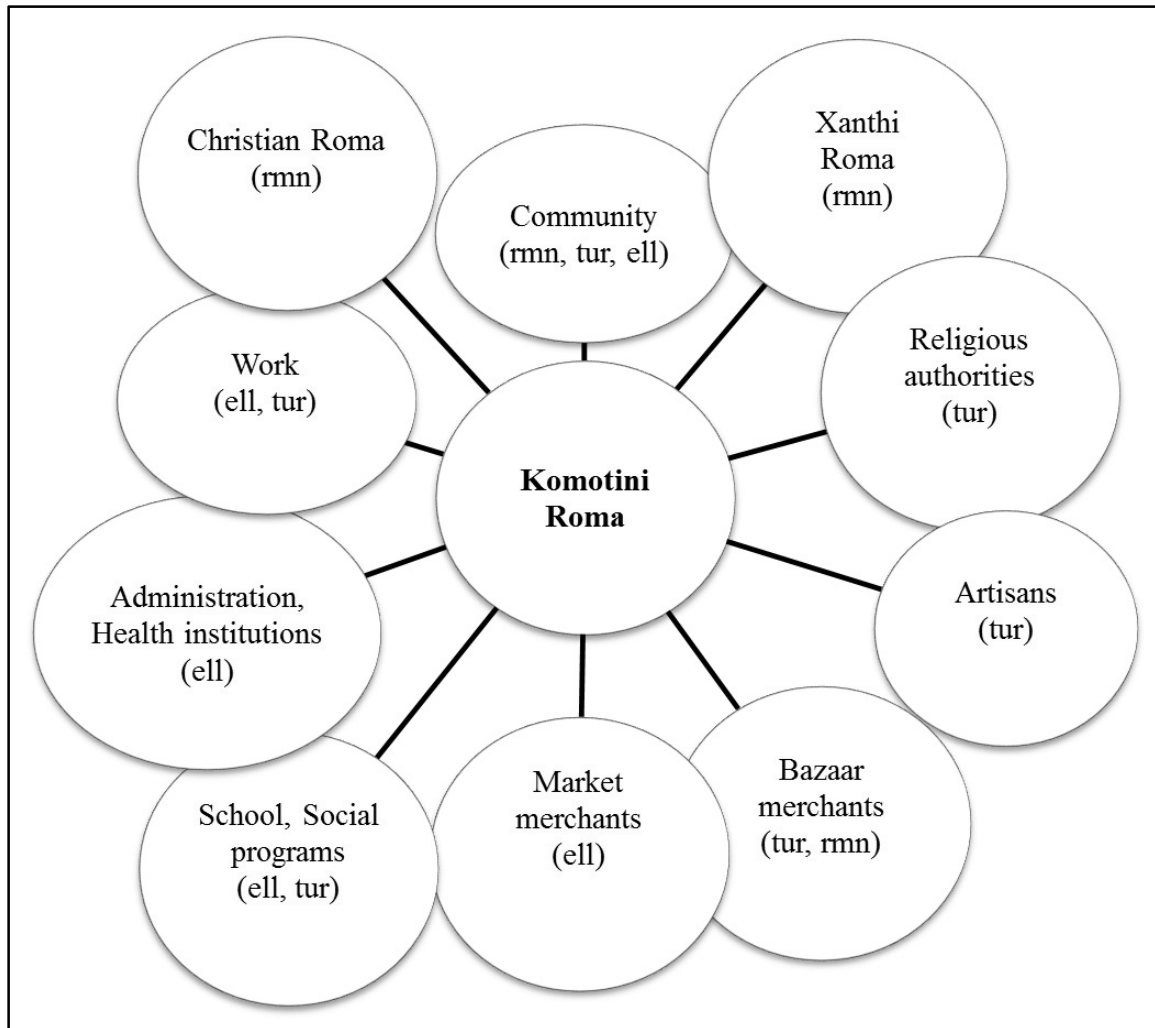 Christian Roma
(rmn)
Community
(rmn, tur, ell)
Xanthi
Roma
(rmn)
Work
(ell, tur)
Religious
authorities
(tur)
Komotini
Roma
Administration,
Health institutions
(ell)
Artisans
(tur)
School, Social
programs
(ell, tur)
Market
merchants
(ell)
Bazaar
merchants
(tur, rmn)